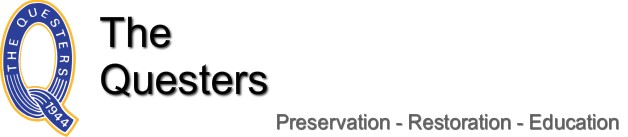 THE QUESTERS
1944
The
Questers
Preservation - Restoration - Education